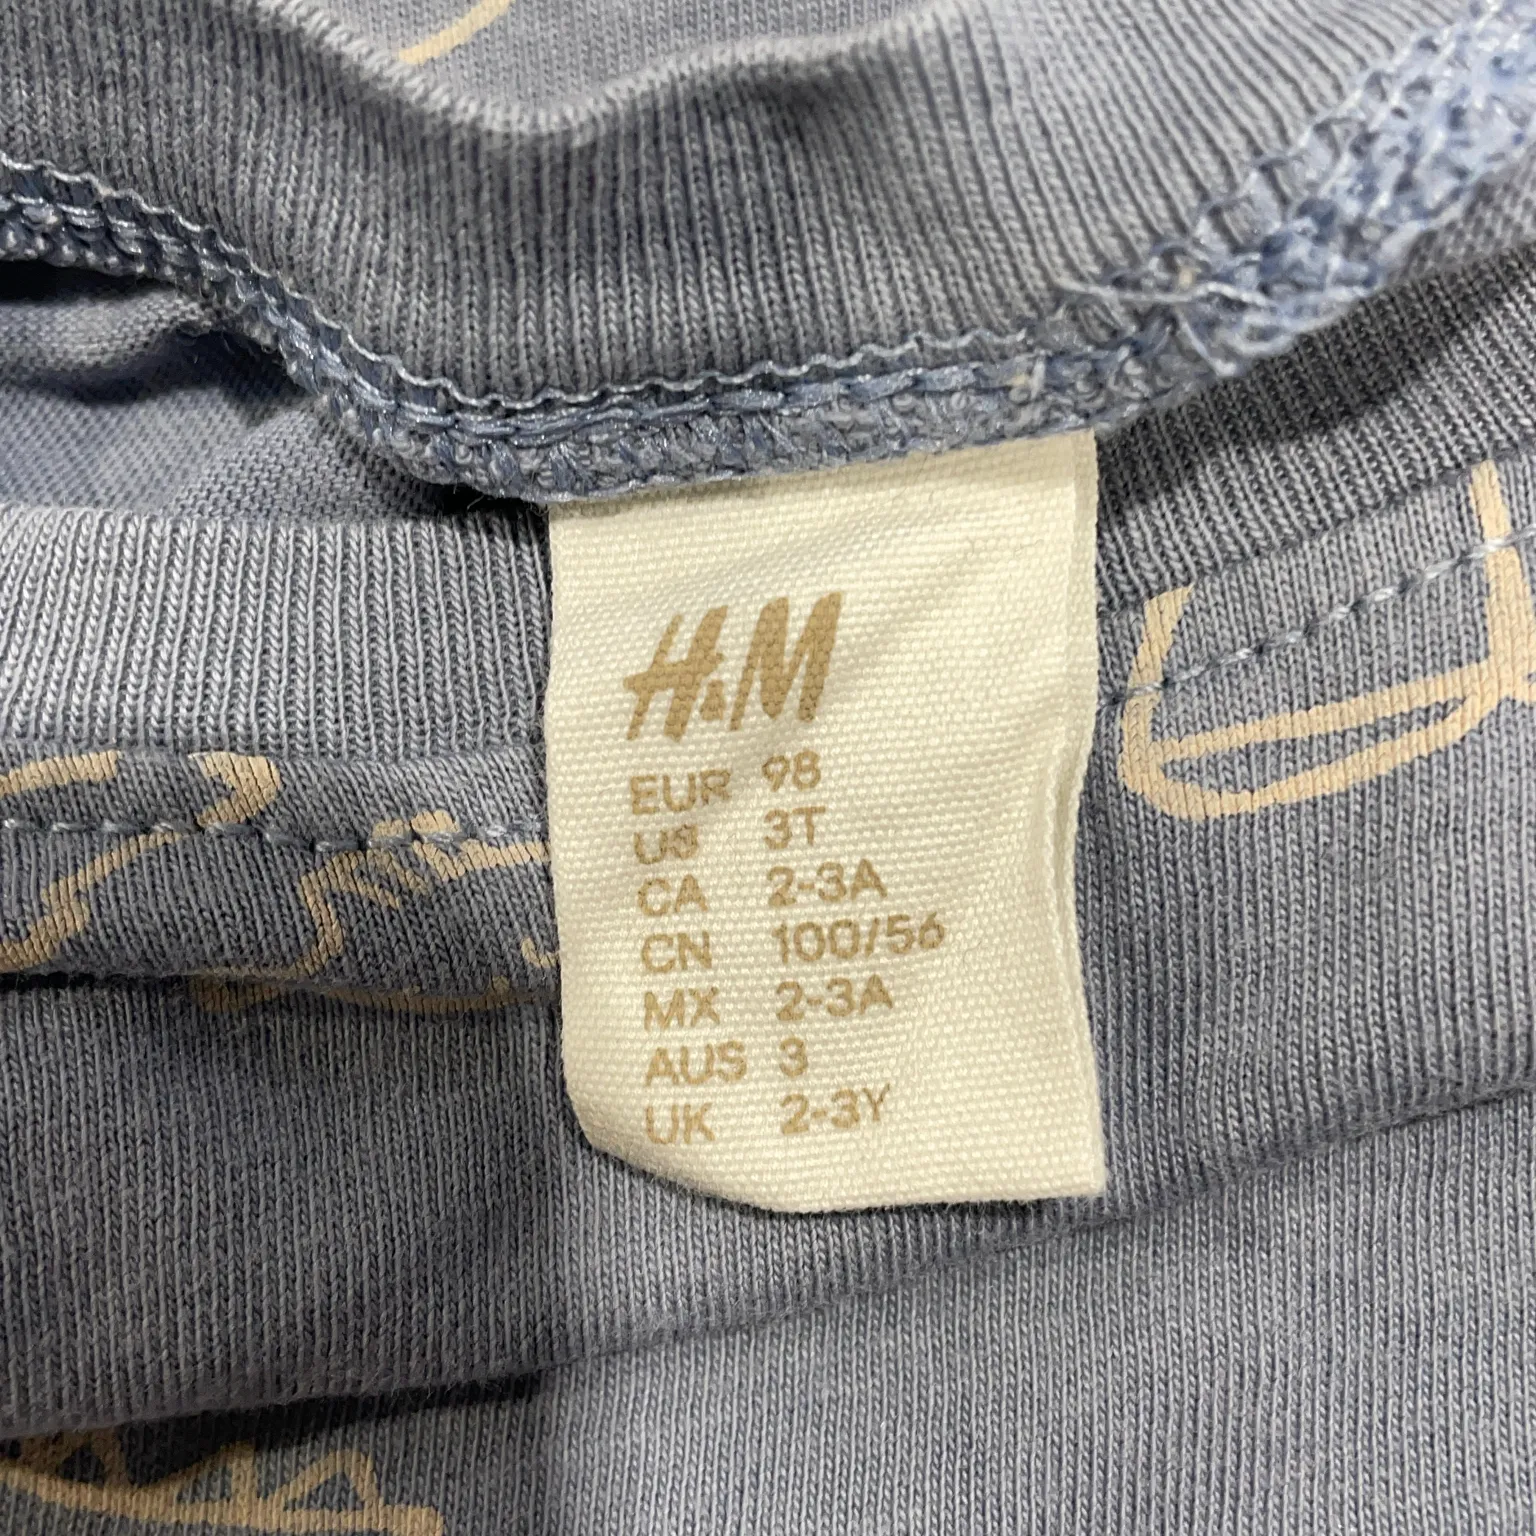 H&M
EUR 98
US 3T
CA 2-3A
CN 100/56
MX 2-3A
AUS 3
UK 2-3Y